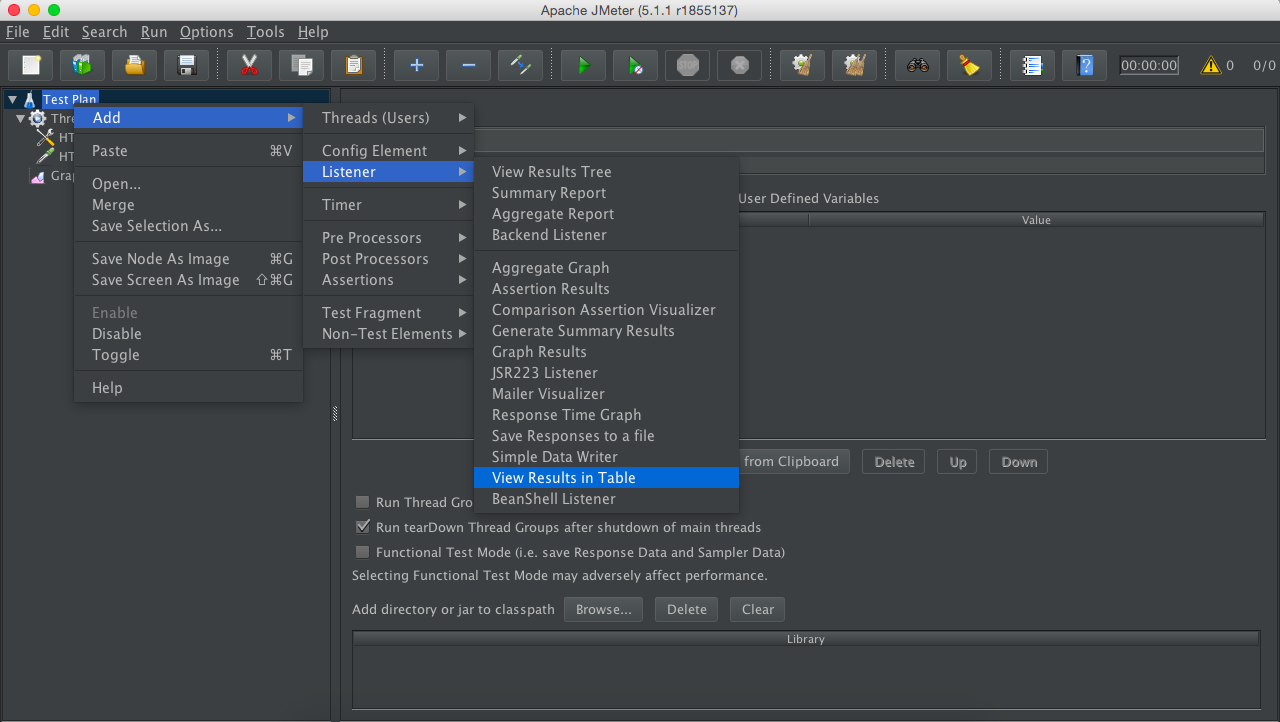 Apache JMeter (5.1.1 r1855137)
File Edit Search Run Options Tools Help
STOP
00:00:00 0 0/0
Test Plan
Thre
HT
HT
Grap
Add
Paste ⌘V
Open...
Merge
Save Selection As...
Save Node As Image ⌘G
Save Screen As Image ⇧⌘G
Enable
Disable
Toggle ⌘T
Help
Threads (Users)
Config Element
Listener
Timer
Pre Processors
Post Processors
Assertions
Test Fragment
Non-Test Elements
View Results Tree
Summary Report
Aggregate Report
Backend Listener
Aggregate Graph
Assertion Results
Comparison Assertion Visualizer
Generate Summary Results
Graph Results
JSR223 Listener
Mailer Visualizer
Response Time Graph
Save Responses to a file
Simple Data Writer
View Results in Table
BeanShell Listener
User Defined Variables
Value
from Clipboard Delete Up Down
Run Thread Gro
Run tearDown Thread Groups after shutdown of main threads
Functional Test Mode (i.e. save Response Data and Sampler Data)
Selecting Functional Test Mode may adversely affect performance.
Add directory or jar to classpath Browse... Delete Clear
Library